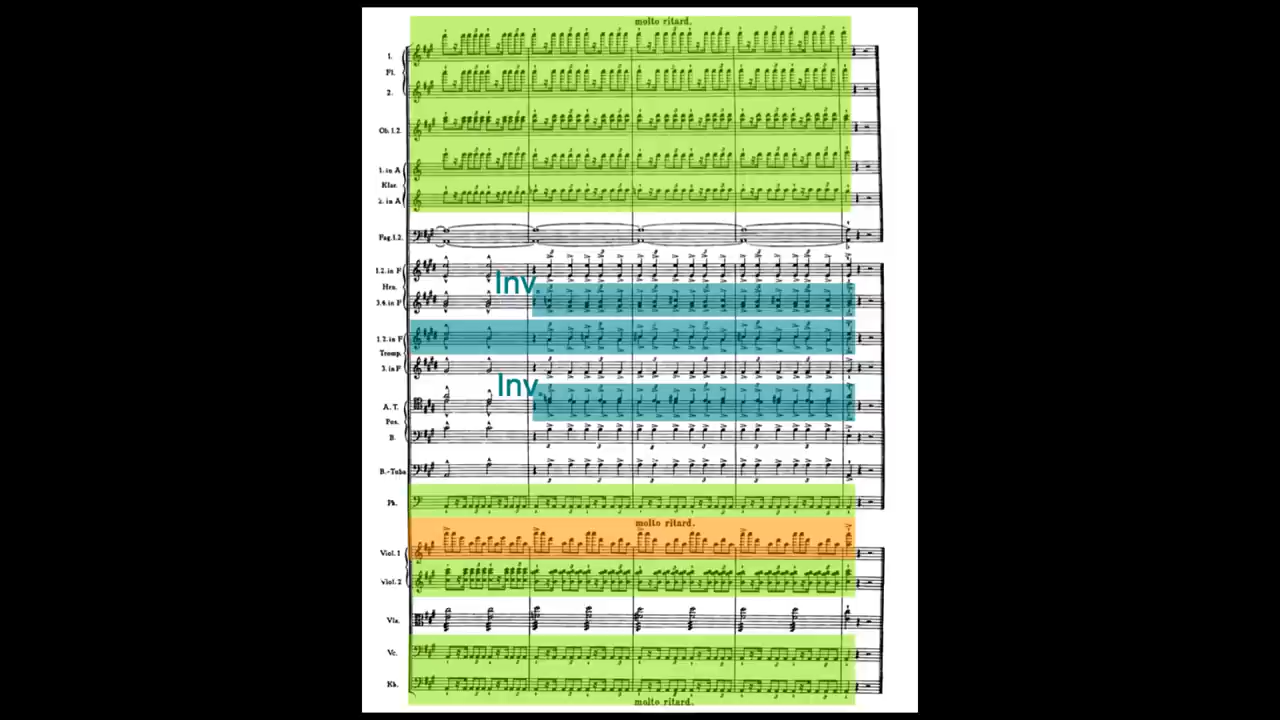 molto ritard.
1.
Fl.
2.
Ob. 1.2.
1. in A
Klar.
2. in A
Fag. 1.2.
1.2. in F
Hrn.
3.4. in F
Inv.
1.2. in F
Tromp.
3. in F
Inv.
A. T.
Pos.
B.
B.-Tuba
Pk.
molto ritard.
Viol. 1
Viol. 2
Vla.
Vc.
Kb.
molto ritard.